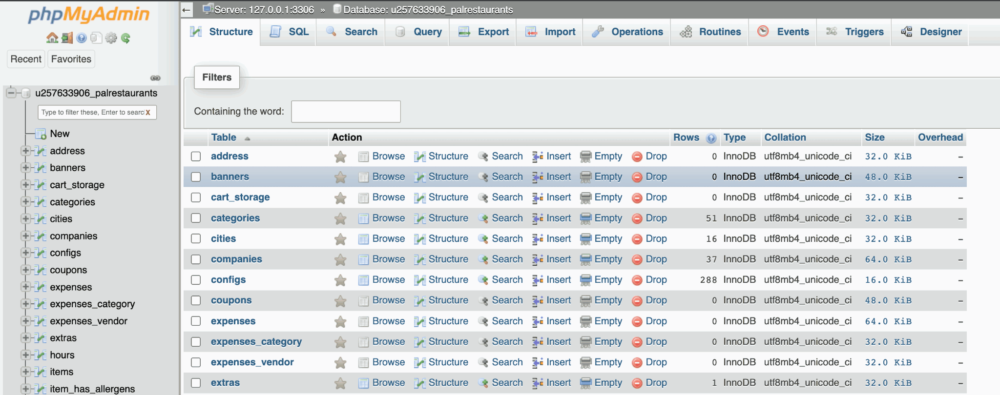 phpMyAdmin
Recent Favorites
u257633906_palrestaurants
Type to filter these, Enter to searc X
New
address
banners
cart_storage
categories
cities
companies
configs
coupons
expenses
expenses_category
expenses_vendor
extras
hours
items
item_has_allergens
← Server: 127.0.0.1:3306 » Database: u257633906_palrestaurants
Structure SQL Search Query Export Import Operations Routines Events Triggers Designer
Filters
Containing the word:
Table Action Rows Type Collation Size Overhead
address Browse Structure Search Insert Empty Drop 0 InnoDB utf8mb4_unicode_ci 32.0 KiB –
banners Browse Structure Search Insert Empty Drop 0 InnoDB utf8mb4_unicode_ci 48.0 KiB –
cart_storage Browse Structure Search Insert Empty Drop 0 InnoDB utf8mb4_unicode_ci 32.0 KiB –
categories Browse Structure Search Insert Empty Drop 51 InnoDB utf8mb4_unicode_ci 32.0 KiB –
cities Browse Structure Search Insert Empty Drop 16 InnoDB utf8mb4_unicode_ci 32.0 KiB –
companies Browse Structure Search Insert Empty Drop 37 InnoDB utf8mb4_unicode_ci 64.0 KiB –
configs Browse Structure Search Insert Empty Drop 288 InnoDB utf8mb4_unicode_ci 16.0 KiB –
coupons Browse Structure Search Insert Empty Drop 0 InnoDB utf8mb4_unicode_ci 48.0 KiB –
expenses Browse Structure Search Insert Empty Drop 0 InnoDB utf8mb4_unicode_ci 64.0 KiB –
expenses_category Browse Structure Search Insert Empty Drop 0 InnoDB utf8mb4_unicode_ci 32.0 KiB –
expenses_vendor Browse Structure Search Insert Empty Drop 0 InnoDB utf8mb4_unicode_ci 32.0 KiB –
extras Browse Structure Search Insert Empty Drop 1 InnoDB utf8mb4_unicode_ci 32.0 KiB –